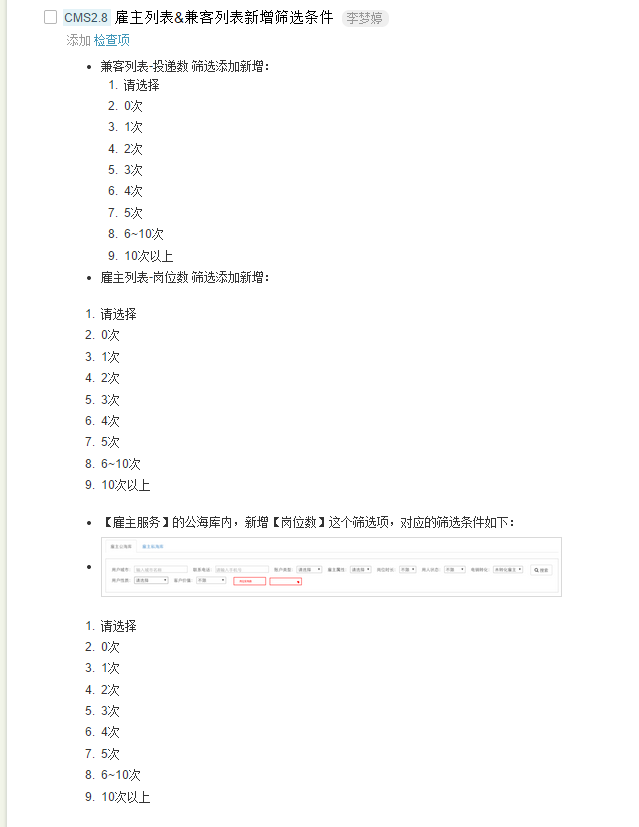 CMS2.8 雇主列表&兼客列表新增筛选条件 李梦婷
添加 检查项
兼客列表-投递数 筛选添加新增：
1. 请选择
2. 0次
3. 1次
4. 2次
5. 3次
6. 4次
7. 5次
8. 6~10次
9. 10次以上
雇主列表-岗位数 筛选添加新增：
1. 请选择
2. 0次
3. 1次
4. 2次
5. 3次
6. 4次
7. 5次
8. 6~10次
9. 10次以上
【雇主服务】的公海库内，新增【岗位数】这个筛选项，对应的筛选条件如下：
1. 请选择
2. 0次
3. 1次
4. 2次
5. 3次
6. 4次
7. 5次
8. 6~10次
9. 10次以上